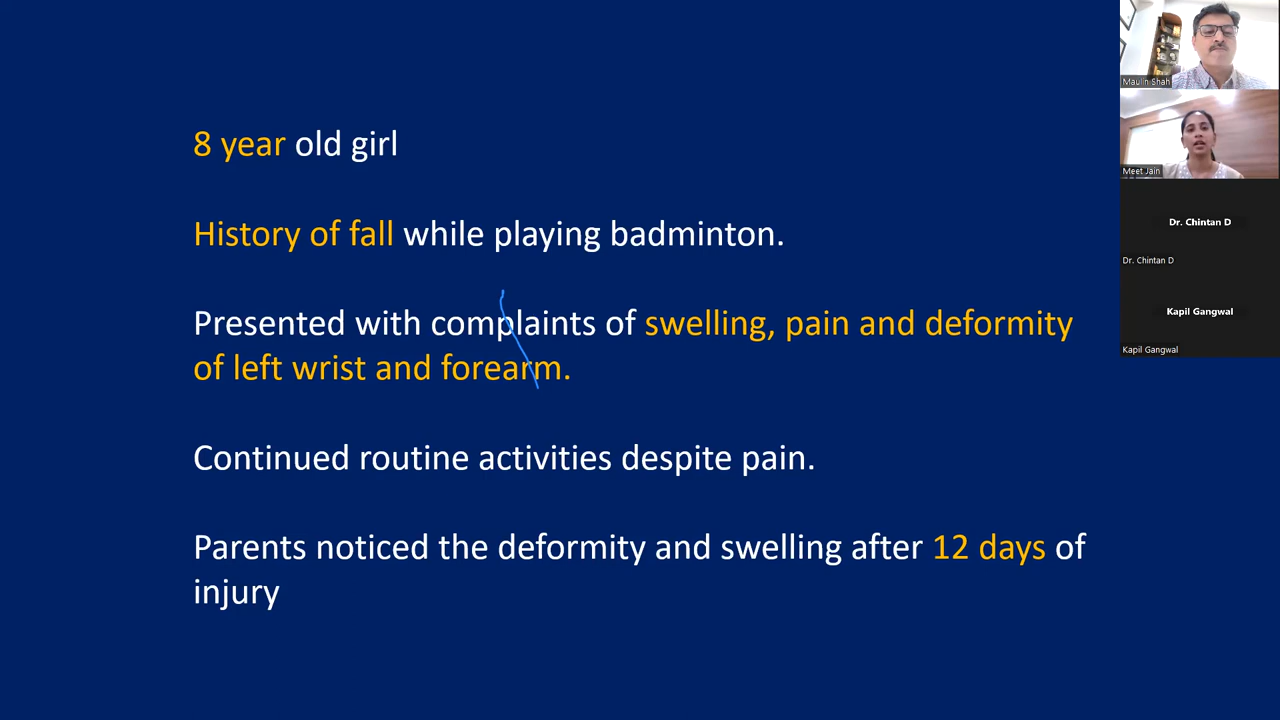 8 year old girl
History of fall while playing badminton.
Presented with complaints of swelling, pain and deformity
of left wrist and forearm.
Continued routine activities despite pain.
Parents noticed the deformity and swelling after 12 days of
injury
Maulin Shah
Meet Jain
Dr. Chintan D
Dr. Chintan D
Kapil Gangwal
Kapil Gangwal